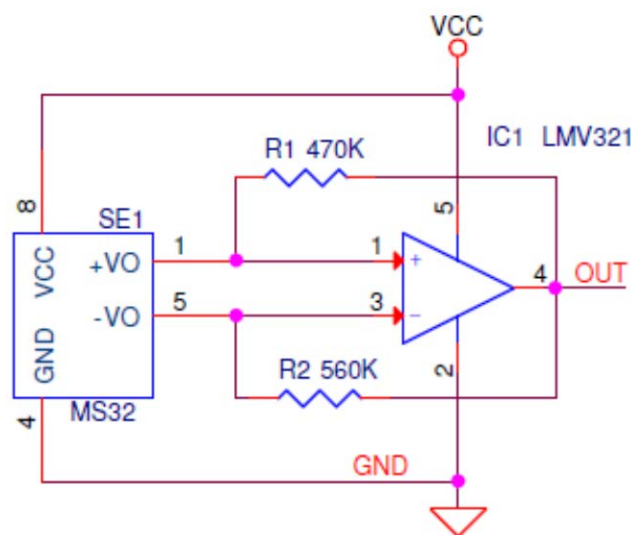 VCC
IC1 LMV321
R1 470K
8
SE1
5
1
1
+
VCC
+VO
4
OUT
5
3
-
-VO
GND
R2 560K
2
4
MS32
GND